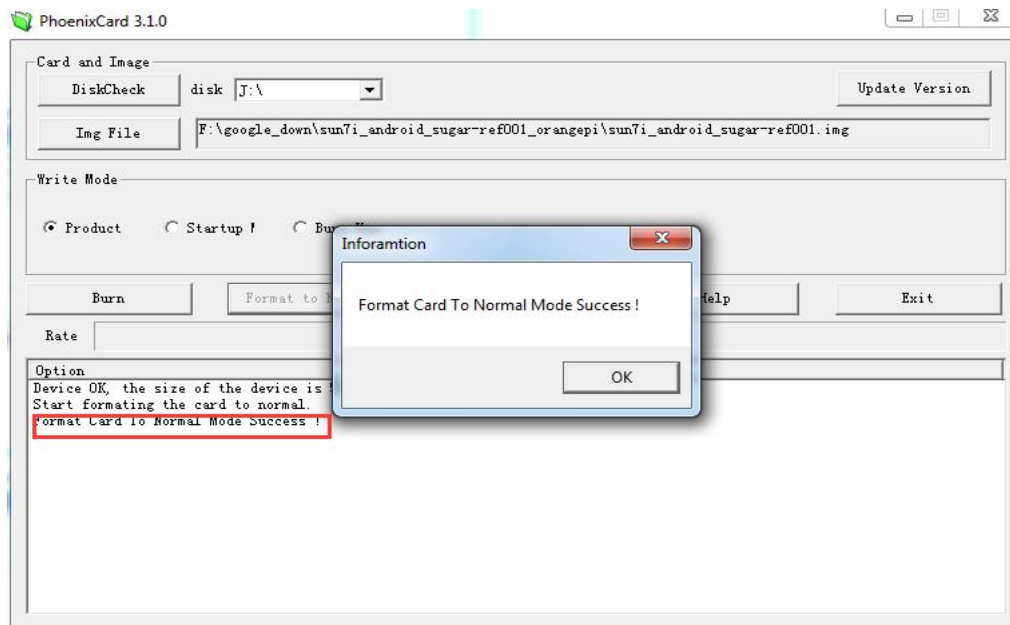 PhoenixCard 3.1.0
Card and Image
DiskCheck disk J:\ Update Version
Img File F:\google_down\sun7i_android_sugar-ref001_orangepi\sun7i_android_sugar-ref001.img
Write Mode
Product Startup !
Inforamtion
Format Card To Normal Mode Success !
OK
Burn Format to Exit
Rate
Option
Device OK, the size of the device is
Start formating the card to normal.
Format Card To Normal Mode Success !